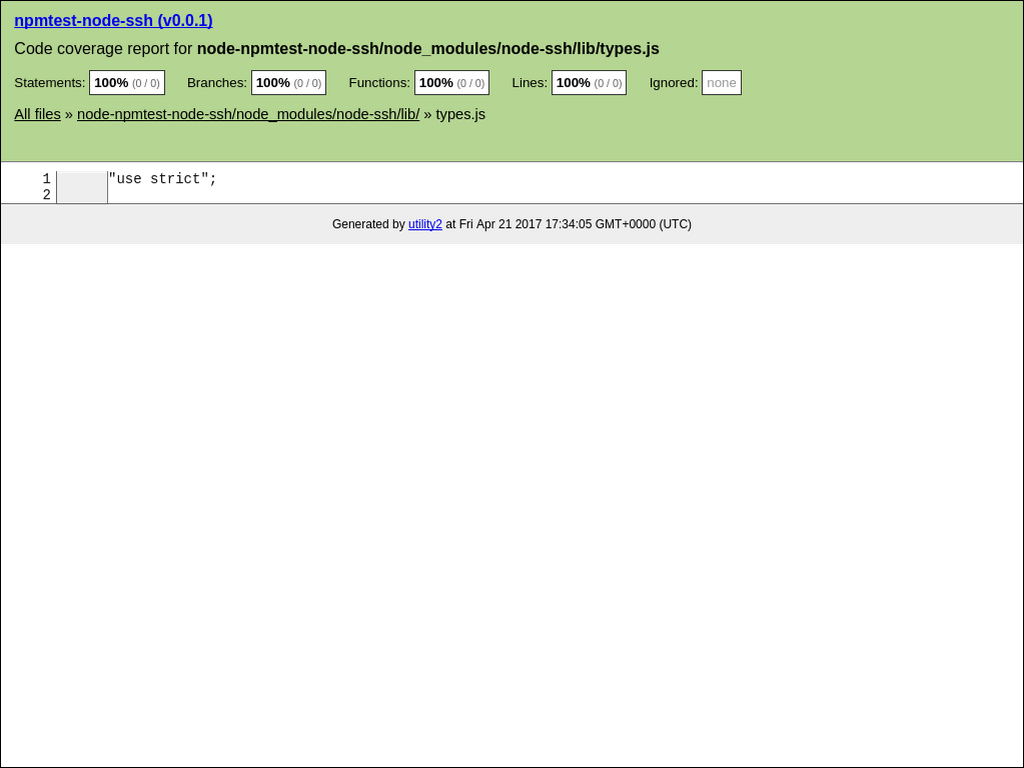 npmtest-node-ssh (v0.0.1)
Code coverage report for node-npmtest-node-ssh/node_modules/node-ssh/lib/types.js
Statements: 100% (0 / 0) Branches: 100% (0 / 0) Functions: 100% (0 / 0) Lines: 100% (0 / 0) Ignored: none
All files » node-npmtest-node-ssh/node_modules/node-ssh/lib/ » types.js
1 "use strict";
2
Generated by utility2 at Fri Apr 21 2017 17:34:05 GMT+0000 (UTC)